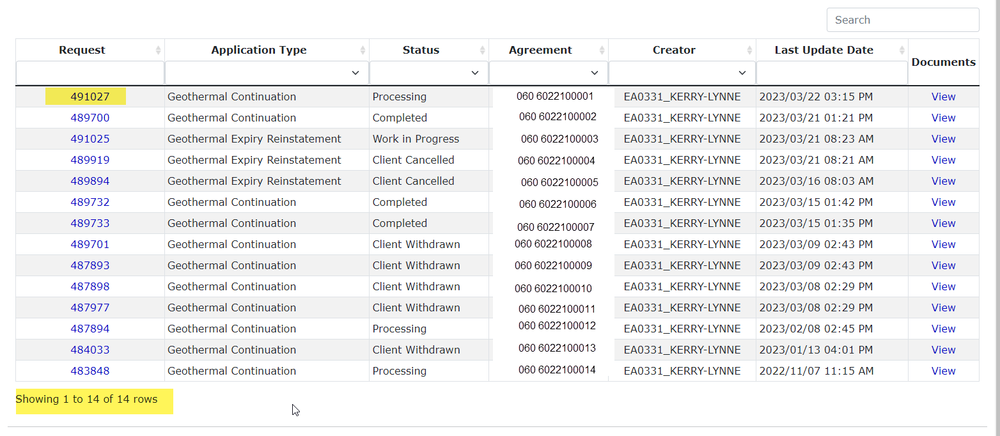 Search
Request Application Type Status Agreement Creator Last Update Date Documents
491027 Geothermal Continuation Processing 060 6022100001 EA0331_KERRY-LYNNE 2023/03/22 03:15 PM View
489700 Geothermal Continuation Completed 060 6022100002 EA0331_KERRY-LYNNE 2023/03/21 01:21 PM View
491025 Geothermal Expiry Reinstatement Work in Progress 060 6022100003 EA0331_KERRY-LYNNE 2023/03/21 08:23 AM View
489919 Geothermal Expiry Reinstatement Client Cancelled 060 6022100004 EA0331_KERRY-LYNNE 2023/03/21 08:21 AM View
489894 Geothermal Expiry Reinstatement Client Cancelled 060 6022100005 EA0331_KERRY-LYNNE 2023/03/16 08:03 AM View
489732 Geothermal Continuation Completed 060 6022100006 EA0331_KERRY-LYNNE 2023/03/15 01:42 PM View
489733 Geothermal Continuation Completed 060 6022100007 EA0331_KERRY-LYNNE 2023/03/15 01:35 PM View
489701 Geothermal Continuation Client Withdrawn 060 6022100008 EA0331_KERRY-LYNNE 2023/03/09 02:43 PM View
487893 Geothermal Continuation Client Withdrawn 060 6022100009 EA0331_KERRY-LYNNE 2023/03/09 02:43 PM View
487898 Geothermal Continuation Client Withdrawn 060 6022100010 EA0331_KERRY-LYNNE 2023/03/08 02:29 PM View
487977 Geothermal Continuation Client Withdrawn 060 6022100011 EA0331_KERRY-LYNNE 2023/03/08 02:29 PM View
487894 Geothermal Continuation Processing 060 6022100012 EA0331_KERRY-LYNNE 2023/02/08 02:45 PM View
484033 Geothermal Continuation Client Withdrawn 060 6022100013 EA0331_KERRY-LYNNE 2023/01/13 04:01 PM View
483848 Geothermal Continuation Processing 060 6022100014 EA0331_KERRY-LYNNE 2022/11/07 11:15 AM View
Showing 1 to 14 of 14 rows